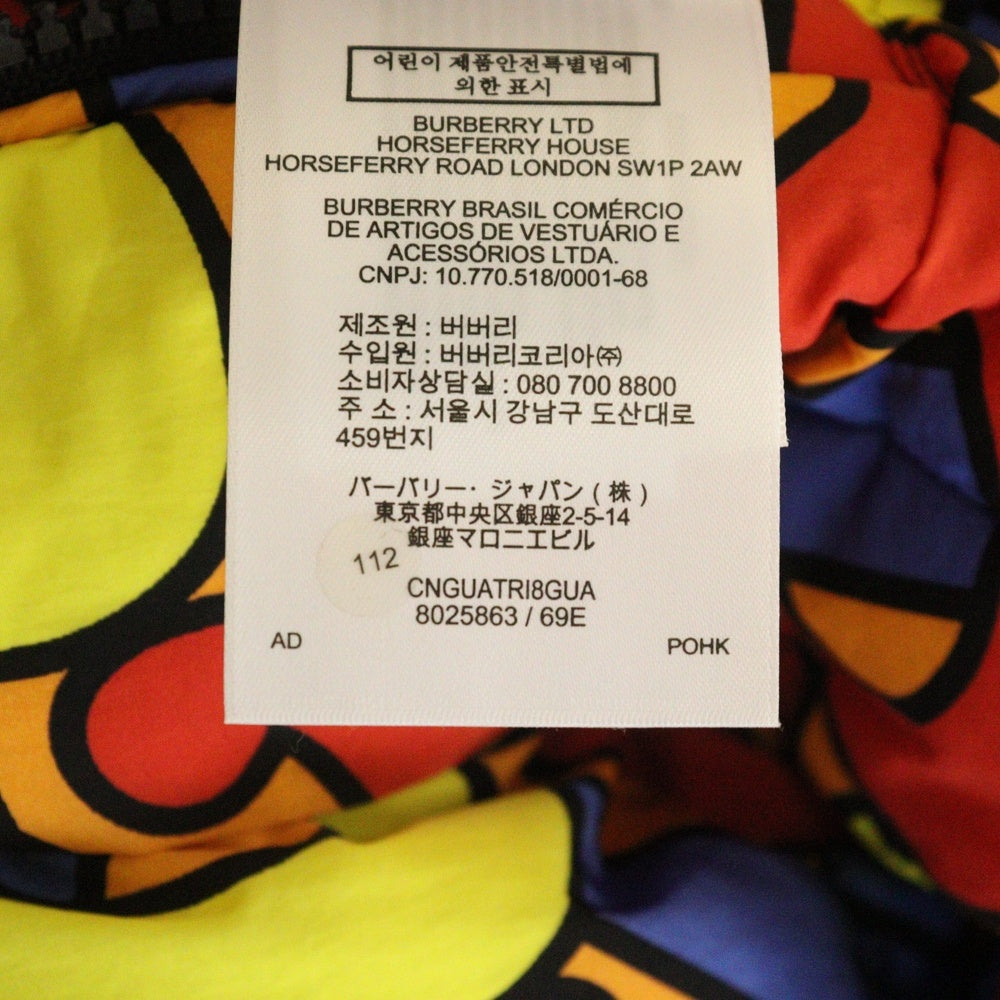 어린이 제품안전특별법에
의한 표시
BURBERRY LTD
HORSEFERRY HOUSE
HORSEFERRY ROAD LONDON SW1P 2AW
BURBERRY BRASIL COMÉRCIO
DE ARTIGOS DE VESTUÁRIO E
ACESSÓRIOS LTDA.
CNPJ: 10.770.518/0001-68
제조원 : 버버리
수입원 : 버버리코리아㈜
소비자상담실 : 080 700 8800
주 소 : 서울시 강남구 도산대로
459번지
バーバリー・ジャパン ( 株 )
東京都中央区銀座2-5-14
銀座マロニエビル
112
CNGUATRI8GUA
8025863 / 69E
AD POHK